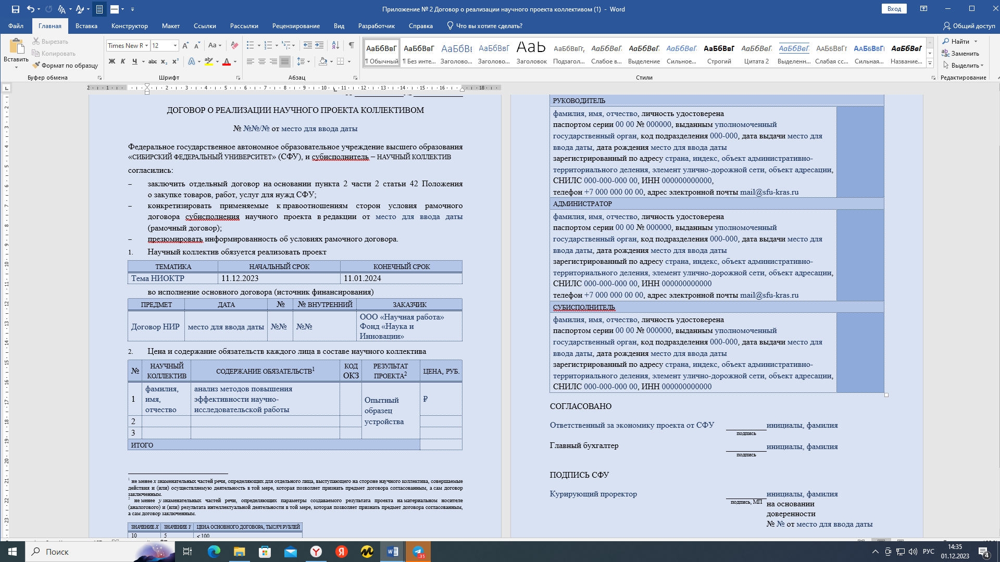 Приложение № 2 Договор о реализации научного проекта коллективом (1) - Word
Вход
Файл
Главная
Вставка
Конструктор
Макет
Ссылки
Рассылки
Рецензирование
Вид
Разработчик
Справка
Что вы хотите сделать?
Общий доступ
Вставить
Вырезать
Копировать
Формат по образцу
Буфер обмена
Times New R
12
Шрифт
Абзац
АаБбВвГ АаБбВвГ АаБбВв АаБбВвГ АаЬ АаБбВвГг, АаБбВвГ АаБбВвГ АаБбВвГ АаБбВвГ АаБбВвГ АаБбВвГ АаБбВвГг АаБбВвГг АаБбВвГ
¶ Обычный ¶ Без инте... Заголово... Заголово... Заголовок Подзагол... Слабое в... Выделение Сильное... Строгий Цитата 2 Выделенн... Слабая сс... Сильная... Название...
Стили
Найти
Заменить
Выделить
Редактирование
ДОГОВОР О РЕАЛИЗАЦИИ НАУЧНОГО ПРОЕКТА КОЛЛЕКТИВОМ
№ №№/№ от место для ввода даты
Федеральное государственное автономное образовательное учреждение высшего образования
«СИБИРСКИЙ ФЕДЕРАЛЬНЫЙ УНИВЕРСИТЕТ» (СФУ), и субисполнитель – НАУЧНЫЙ КОЛЛЕКТИВ
согласились:
– заключить отдельный договор на основании пункта 2 части 2 статьи 42 Положения
о закупке товаров, работ, услуг для нужд СФУ;
– конкретизировать применяемые к правоотношениям сторон условия рамочного
договора субисполнения научного проекта в редакции от место для ввода даты
(рамочный договор);
– презюмировать информированность об условиях рамочного договора.
1. Научный коллектив обязуется реализовать проект
ТЕМАТИКА НАЧАЛЬНЫЙ СРОК КОНЕЧНЫЙ СРОК
Тема НИОКТР 11.12.2023 11.01.2024
во исполнение основного договора (источник финансирования)
ПРЕДМЕТ ДАТА № № ВНУТРЕННИЙ ЗАКАЗЧИК
Договор НИР место для ввода даты №№ №№ ООО «Научная работа»
Фонд «Наука и
Инновации»
2. Цена и содержание обязательств каждого лица в составе научного коллектива
№ НАУЧНЫЙ КОЛЛЕКТИВ СОДЕРЖАНИЕ ОБЯЗАТЕЛЬСТВ1 КОД ОКЗ РЕЗУЛЬТАТ ПРОЕКТА2 ЦЕНА, РУБ.
1 фамилия, имя, отчество
анализ методов повышения
эффективности научно-
исследовательской работы
Опытный
образец
устройства
₽
2
3
ИТОГО
1 не менее x знаменательных частей речи, определяющих для отдельного лица, выступающего на стороне научного коллектива, совершаемые
действия и (или) осуществляемую деятельность в той мере, которая позволяет признать предмет договора согласованным, а сам договор
заключенным.
2 не менее y знаменательных частей речи, определяющих параметры создаваемого результата проекта на материальном носителе
(аналогового) и (или) результата интеллектуальной деятельности в той мере, которая позволяет признать предмет договора согласованным,
а сам договор заключенным.
ЗНАЧЕНИЕ X ЗНАЧЕНИЕ Y ЦЕНА ОСНОВНОГО ДОГОВОРА, ТЫСЯЧ РУБЛЕЙ
10 5 < 100
РУКОВОДИТЕЛЬ
фамилия, имя, отчество, личность удостоверена
паспортом серии 00 00 № 000000, выданным уполномоченный
государственный орган, код подразделения 000-000, дата выдачи место для
ввода даты, дата рождения место для ввода даты
зарегистрированный по адресу страна, индекс, объект административно-
территориального деления, элемент улично-дорожной сети, объект адресации,
СНИЛС 000-000-000 00, ИНН 000000000000,
телефон +7 000 000 00 00, адрес электронной почты mail@sfu-kras.ru
АДМИНИСТРАТОР
фамилия, имя, отчество, личность удостоверена
паспортом серии 00 00 № 000000, выданным уполномоченный
государственный орган, код подразделения 000-000, дата выдачи место для
ввода даты, дата рождения место для ввода даты
зарегистрированный по адресу страна, индекс, объект административно-
территориального деления, элемент улично-дорожной сети, объект адресации,
СНИЛС 000-000-000 00, ИНН 000000000000
телефон +7 000 000 00 00, адрес электронной почты mail@sfu-kras.ru
СУБИСПОЛНИТЕЛЬ
фамилия, имя, отчество, личность удостоверена
паспортом серии 00 00 № 000000, выданным уполномоченный
государственный орган, код подразделения 000-000, дата выдачи место для
ввода даты, дата рождения место для ввода даты
зарегистрированный по адресу страна, индекс, объект административно-
территориального деления, элемент улично-дорожной сети, объект адресации,
СНИЛС 000-000-000 00, ИНН 000000000000
СОГЛАСОВАНО
Ответственный за экономику проекта от СФУ инициалы, фамилия
подпись
Главный бухгалтер инициалы, фамилия
подпись
ПОДПИСЬ СФУ
Курирующий проректор инициалы, фамилия
подпись, МП на основании
доверенности
№ № от место для ввода даты
Поиск
РУС
14:35
01.12.2023
4